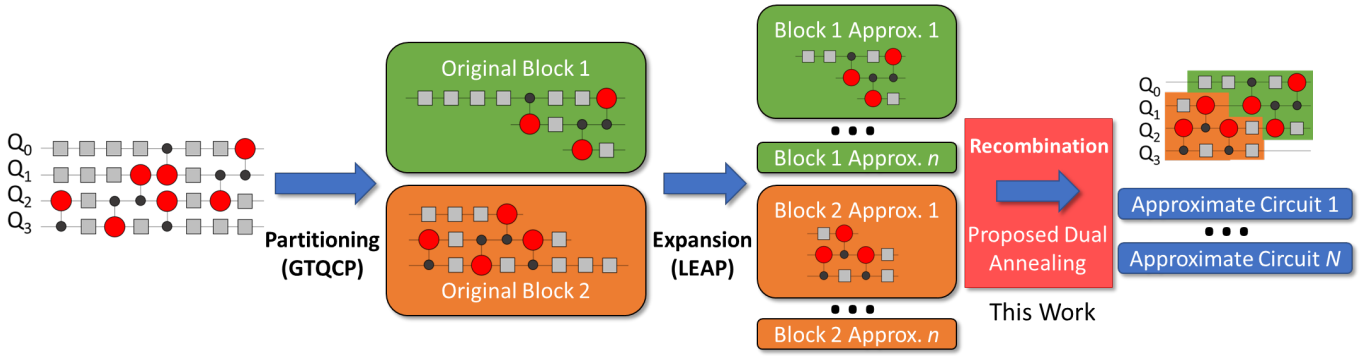 Q0
Q1
Q2
Q3
Partitioning
(GTQCP)
Original Block 1
Original Block 2
Expansion
(LEAP)
Block 1 Approx. 1
Block 1 Approx. n
Block 2 Approx. 1
Block 2 Approx. n
Recombination
Proposed Dual
Annealing
This Work
Q0
Q1
Q2
Q3
Approximate Circuit 1
Approximate Circuit N